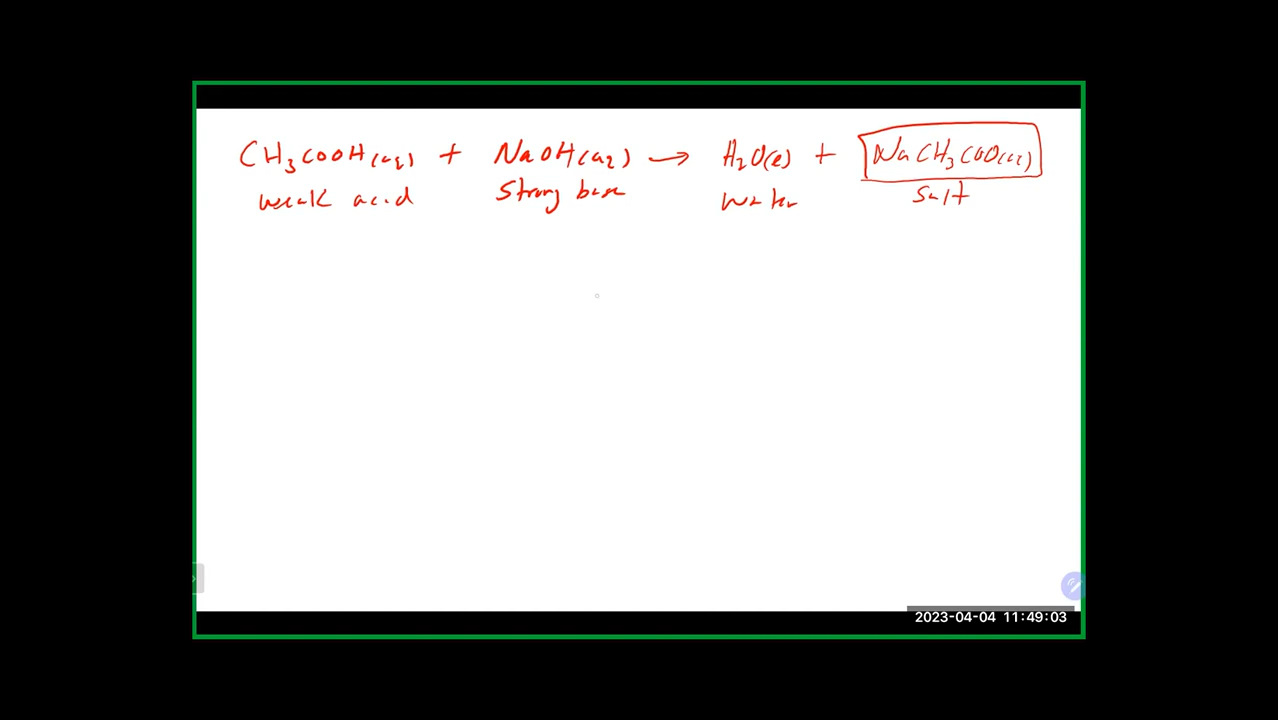 CH3COOH(aq) + NaOH(aq) → H2O(l) + NaCH3COO(aq)
weak acid strong base water salt
2023-04-04 11:49:03